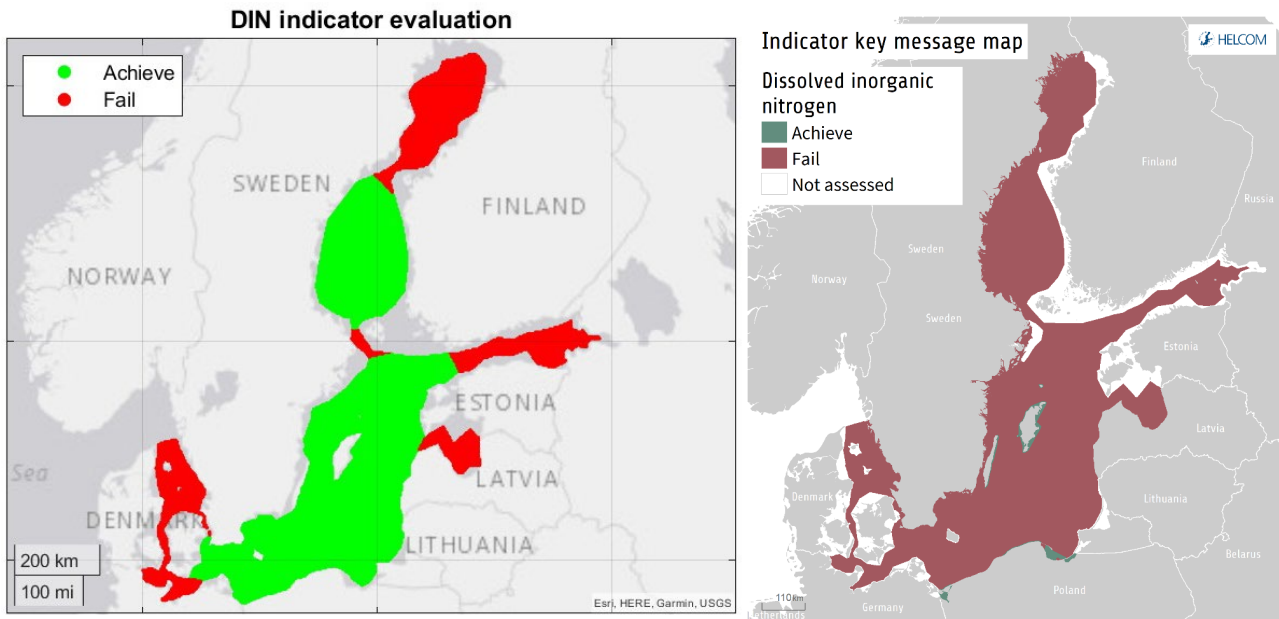 DIN indicator evaluation
Achieve
Fail
SWEDEN
FINLAND
NORWAY
Sea
ESTONIA
LATVIA
DENMARK
LITHUANIA
200 km
100 mi
Esri, HERE, Garmin, USGS
Indicator key message map
HELCOM
Dissolved inorganic
nitrogen
Achieve
Fail
Not assessed
Finland
Russia
Sweden
Norway
Sweden
Estonia
Latvia
Denmark
Lithuania
Belarus
Poland
110km
Germany
Netherlands